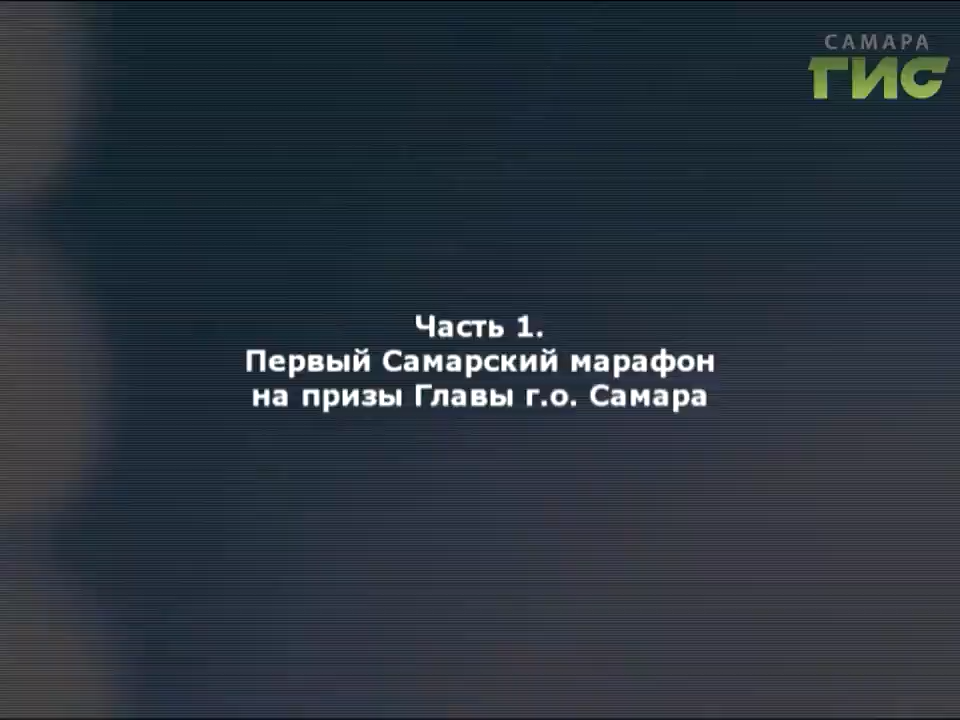 САМАРА
ГИС
Часть 1.
Первый Самарский марафон
на призы Главы г.о. Самара